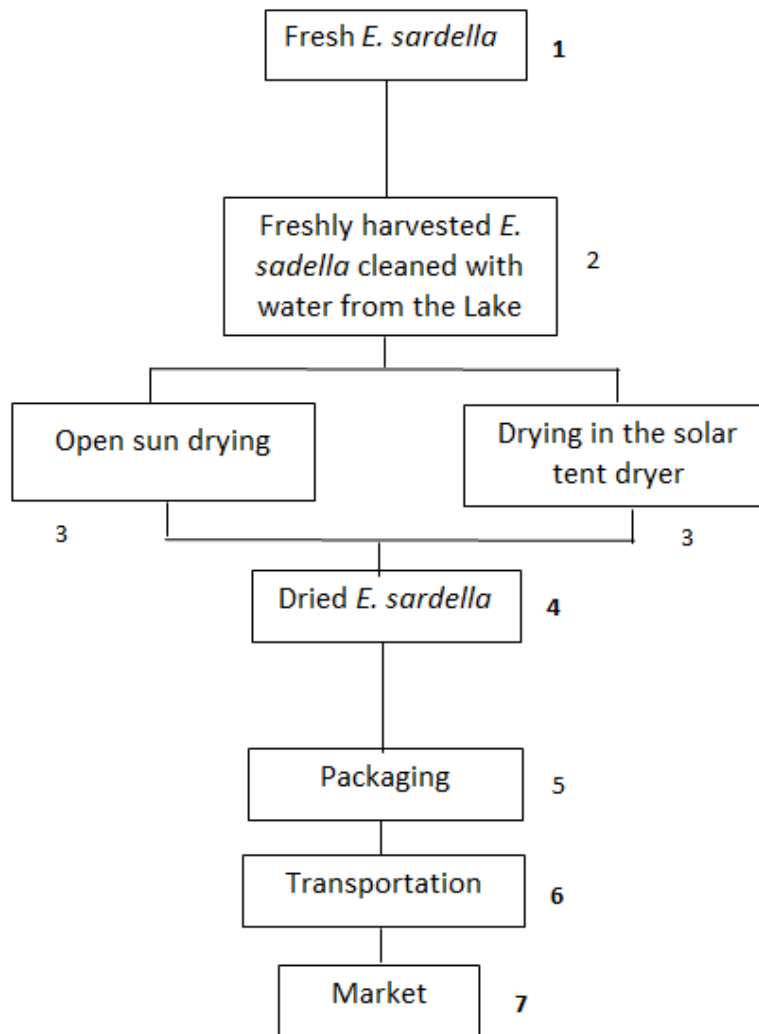 Fresh E. sardella
1
Freshly harvested E.
sadella cleaned with
water from the Lake
2
Open sun drying
Drying in the solar
tent dryer
3
3
Dried E. sardella
4
Packaging
5
Transportation
6
Market
7